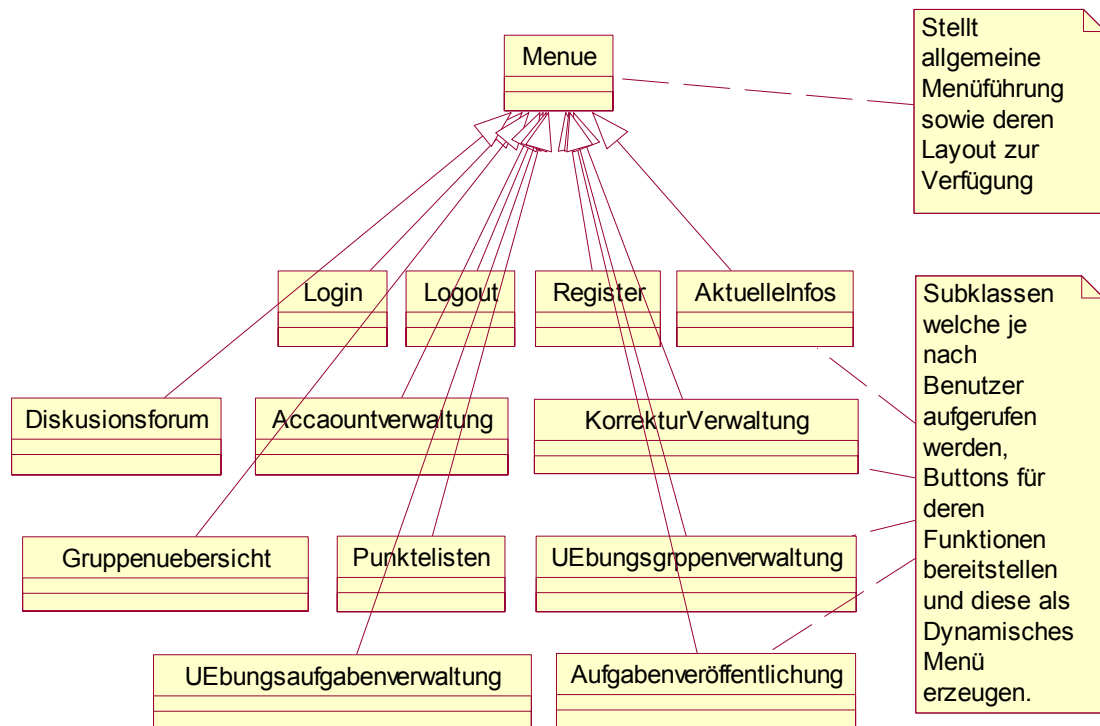 Menue
Stellt
allgemeine
Menüführung
sowie deren
Layout zur
Verfügung
Login
Logout
Register
AktuelleInfos
Diskusionsforum
Accaountverwaltung
KorrekturVerwaltung
Gruppenuebersicht
Punktelisten
UEbungsgrppenverwaltung
UEbungsaufgabenverwaltung
Aufgabenveröffentlichung
Subklassen
welche je
nach
Benutzer
aufgerufen
werden,
Buttons für
deren
Funktionen
bereitstellen
und diese als
Dynamisches
Menü
erzeugen.